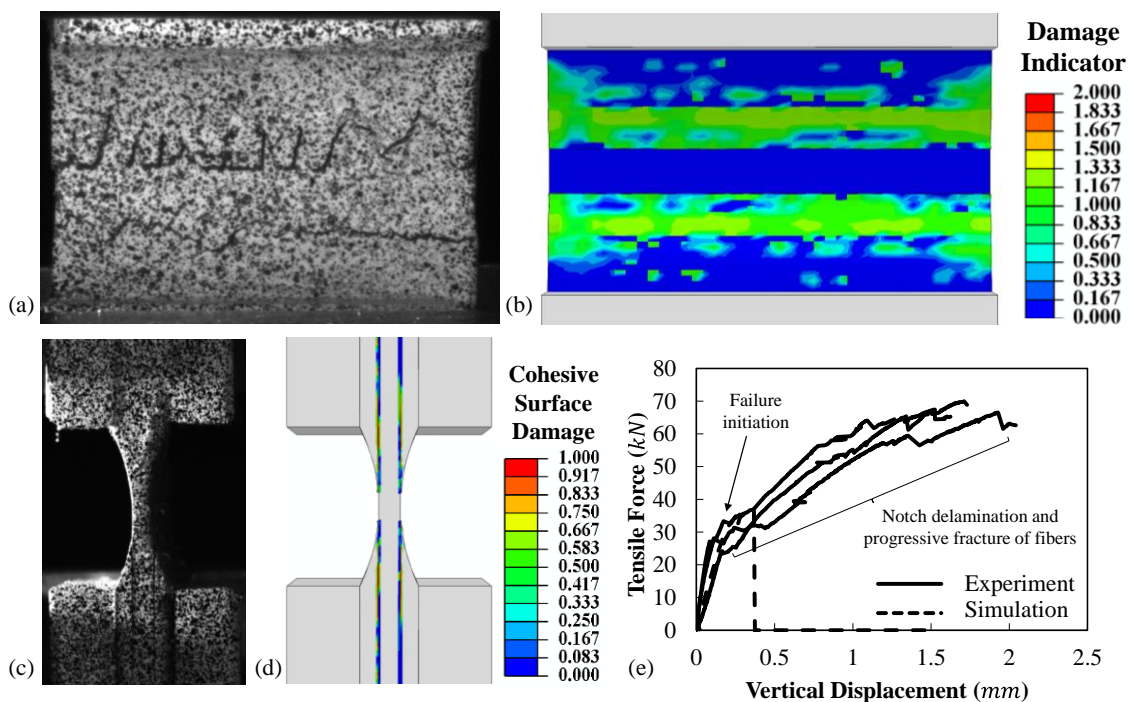 (a)
(b)
Damage
Indicator
2.000
1.833
1.667
1.500
1.333
1.167
1.000
0.833
0.667
0.500
0.333
0.167
0.000
(c)
(d)
Cohesive
Surface
Damage
1.000
0.917
0.833
0.750
0.667
0.583
0.500
0.417
0.333
0.250
0.167
0.083
0.000
(e)
Tensile Force (kN)
80
70
60
50
40
30
20
10
0
Failure
initiation
Notch delamination and
progressive fracture of fibers
Experiment
Simulation
0 0.5 1 1.5 2 2.5
Vertical Displacement (mm)